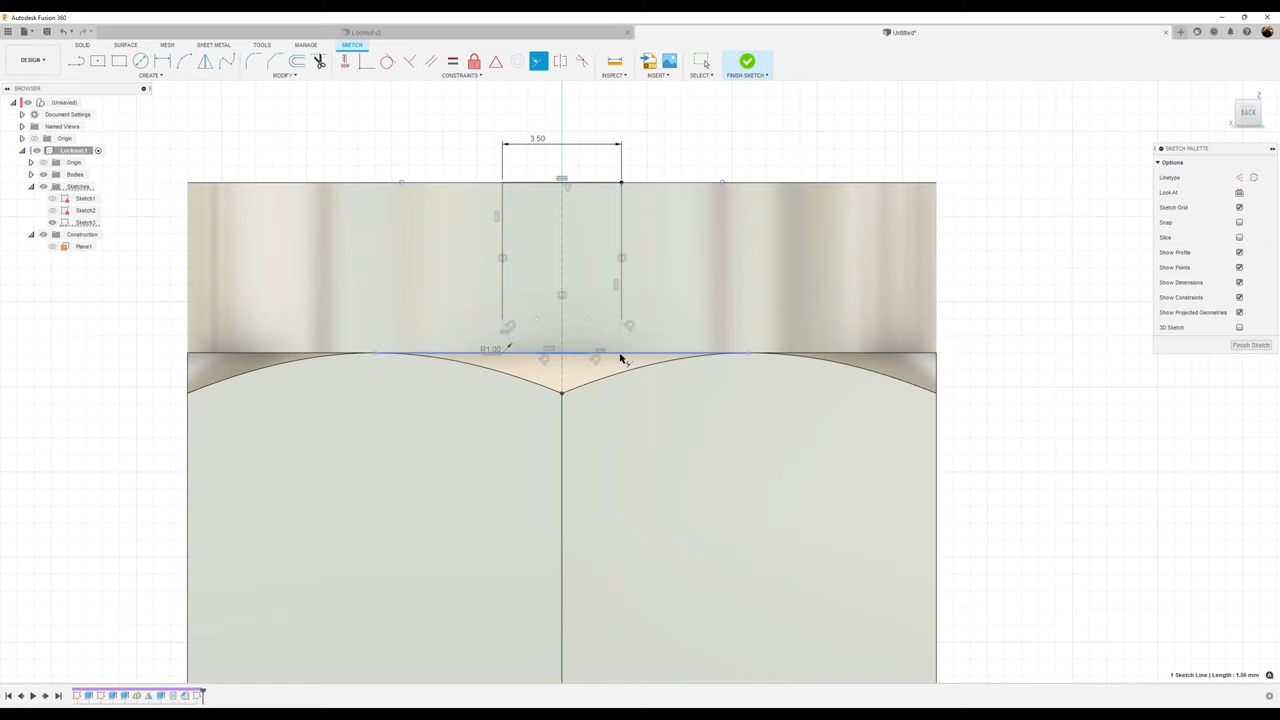 Autodesk Fusion 360
Locknut v2
Untitled*
DESIGN
SOLID
SURFACE
MESH
SHEET METAL
TOOLS
MANAGE
SKETCH
CREATE
MODIFY
CONSTRAINTS
INSPECT
INSERT
SELECT
FINISH SKETCH
BROWSER
(Unsaved)
Document Settings
Named Views
Origin
Locknut:1
Origin
Bodies
Sketches
Sketch1
Sketch2
Sketch3
Construction
Plane1
3.50
R1.00
Z
BACK
X
SKETCH PALETTE
Options
Linetype
Look At
Sketch Grid
Snap
Slice
Show Profile
Show Points
Show Dimensions
Show Constraints
Show Projected Geometries
3D Sketch
Finish Sketch
1 Sketch Line | Length : 1.50 mm